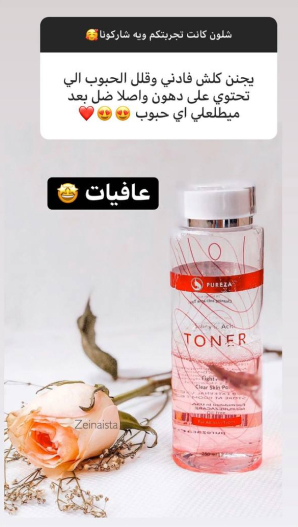 شلون كانت تجربتكم ويه شاركونا🥰
يجنن كلش فادني وقلل الحبوب الي
تحتوي على دهون واصلا ضل بعد
ميطلعلي اي حبوب 😍😍❤️
عافيات 🤩
PUREZA
TONER
Zeinaista